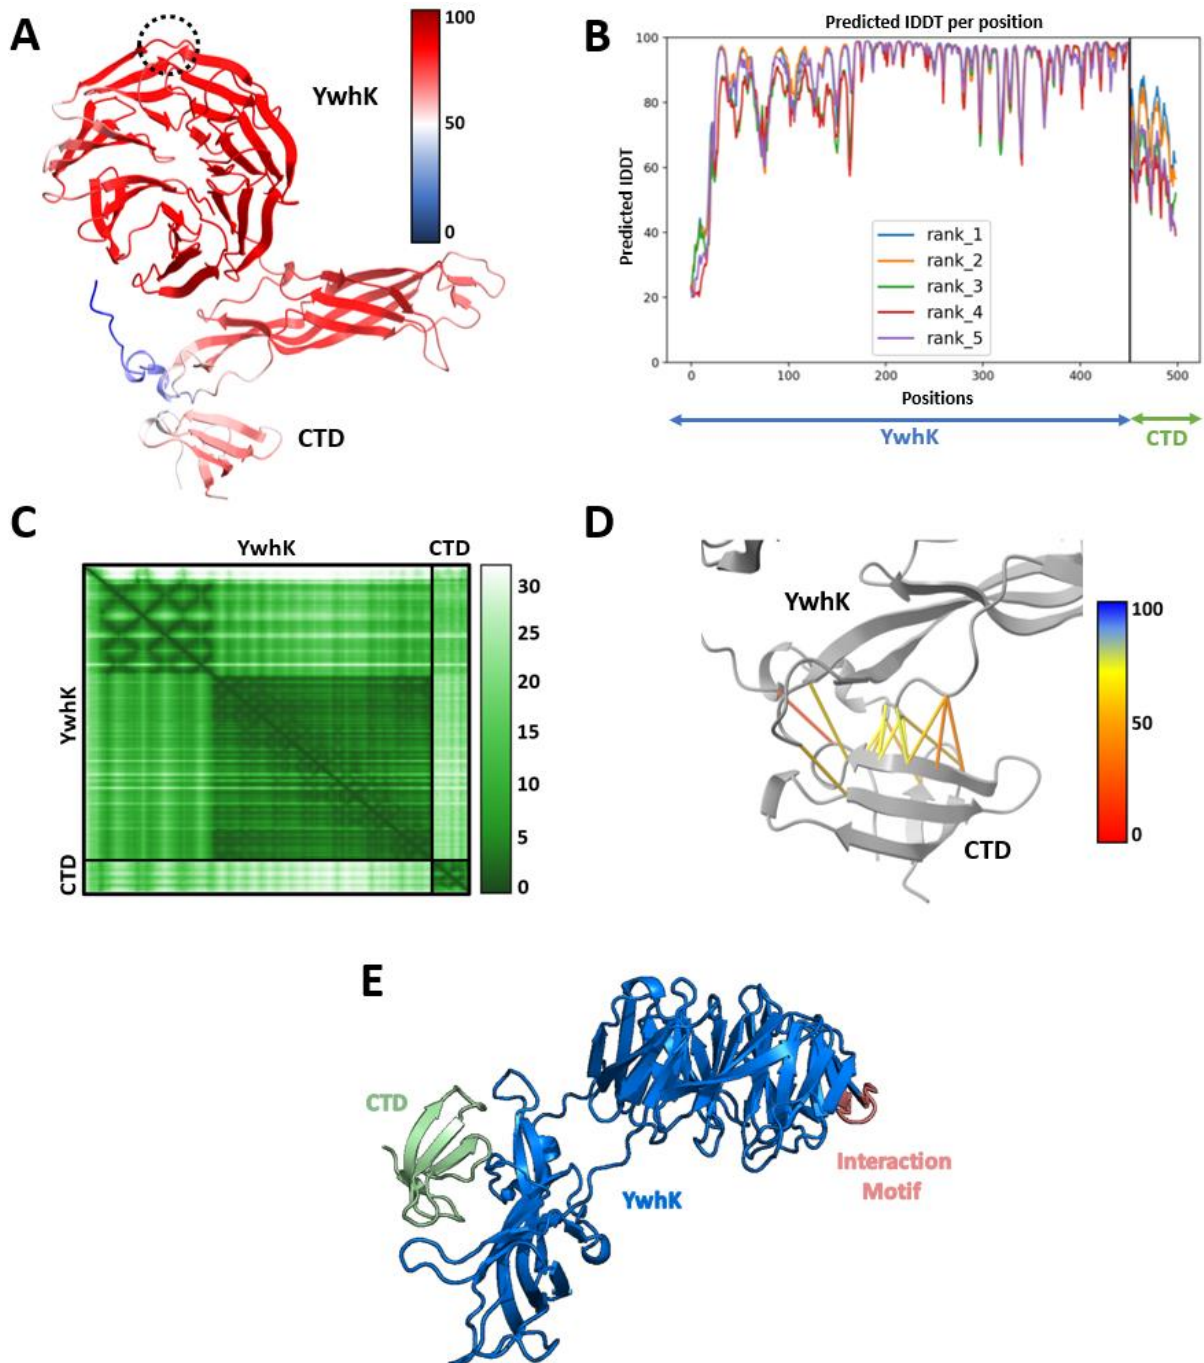 A
YwhK
100
50
0
CTD
B
Predicted IDDT per position
Predicted IDDT
100
80
60
40
20
0
rank_1
rank_2
rank_3
rank_4
rank_5
0 100 200 300 400 500
Positions
YwhK CTD
C
YwhK CTD
YwhK
CTD
30
25
20
15
10
5
0
D
YwhK
CTD
100
50
0
E
CTD
YwhK
Interaction
Motif